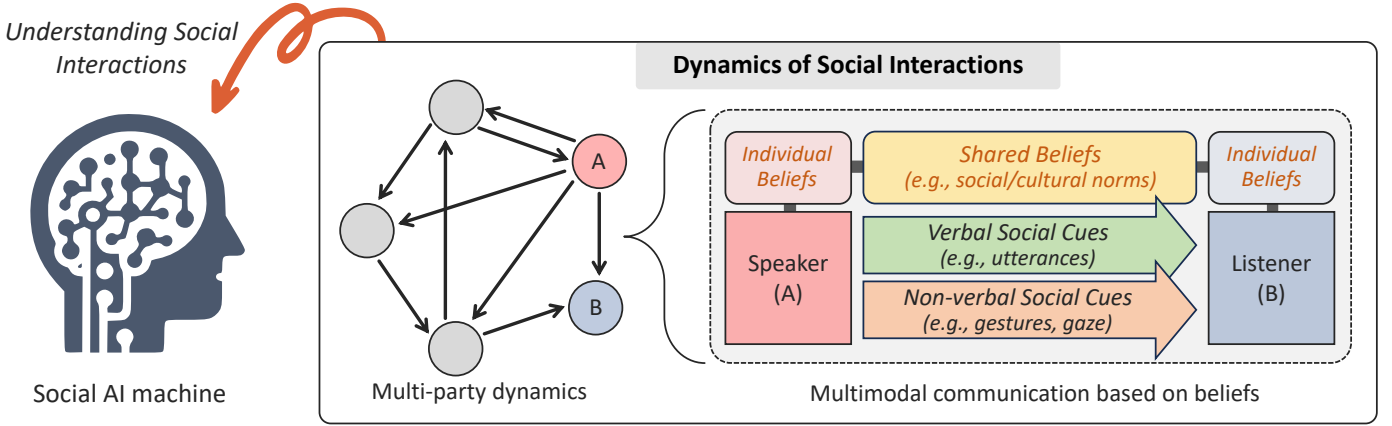 Understanding Social
Interactions
Social AI machine
Dynamics of Social Interactions
A
B
Multi-party dynamics
Individual
Beliefs
Shared Beliefs
(e.g., social/cultural norms)
Individual
Beliefs
Speaker
(A)
Verbal Social Cues
(e.g., utterances)
Non-verbal Social Cues
(e.g., gestures, gaze)
Listener
(B)
Multimodal communication based on beliefs